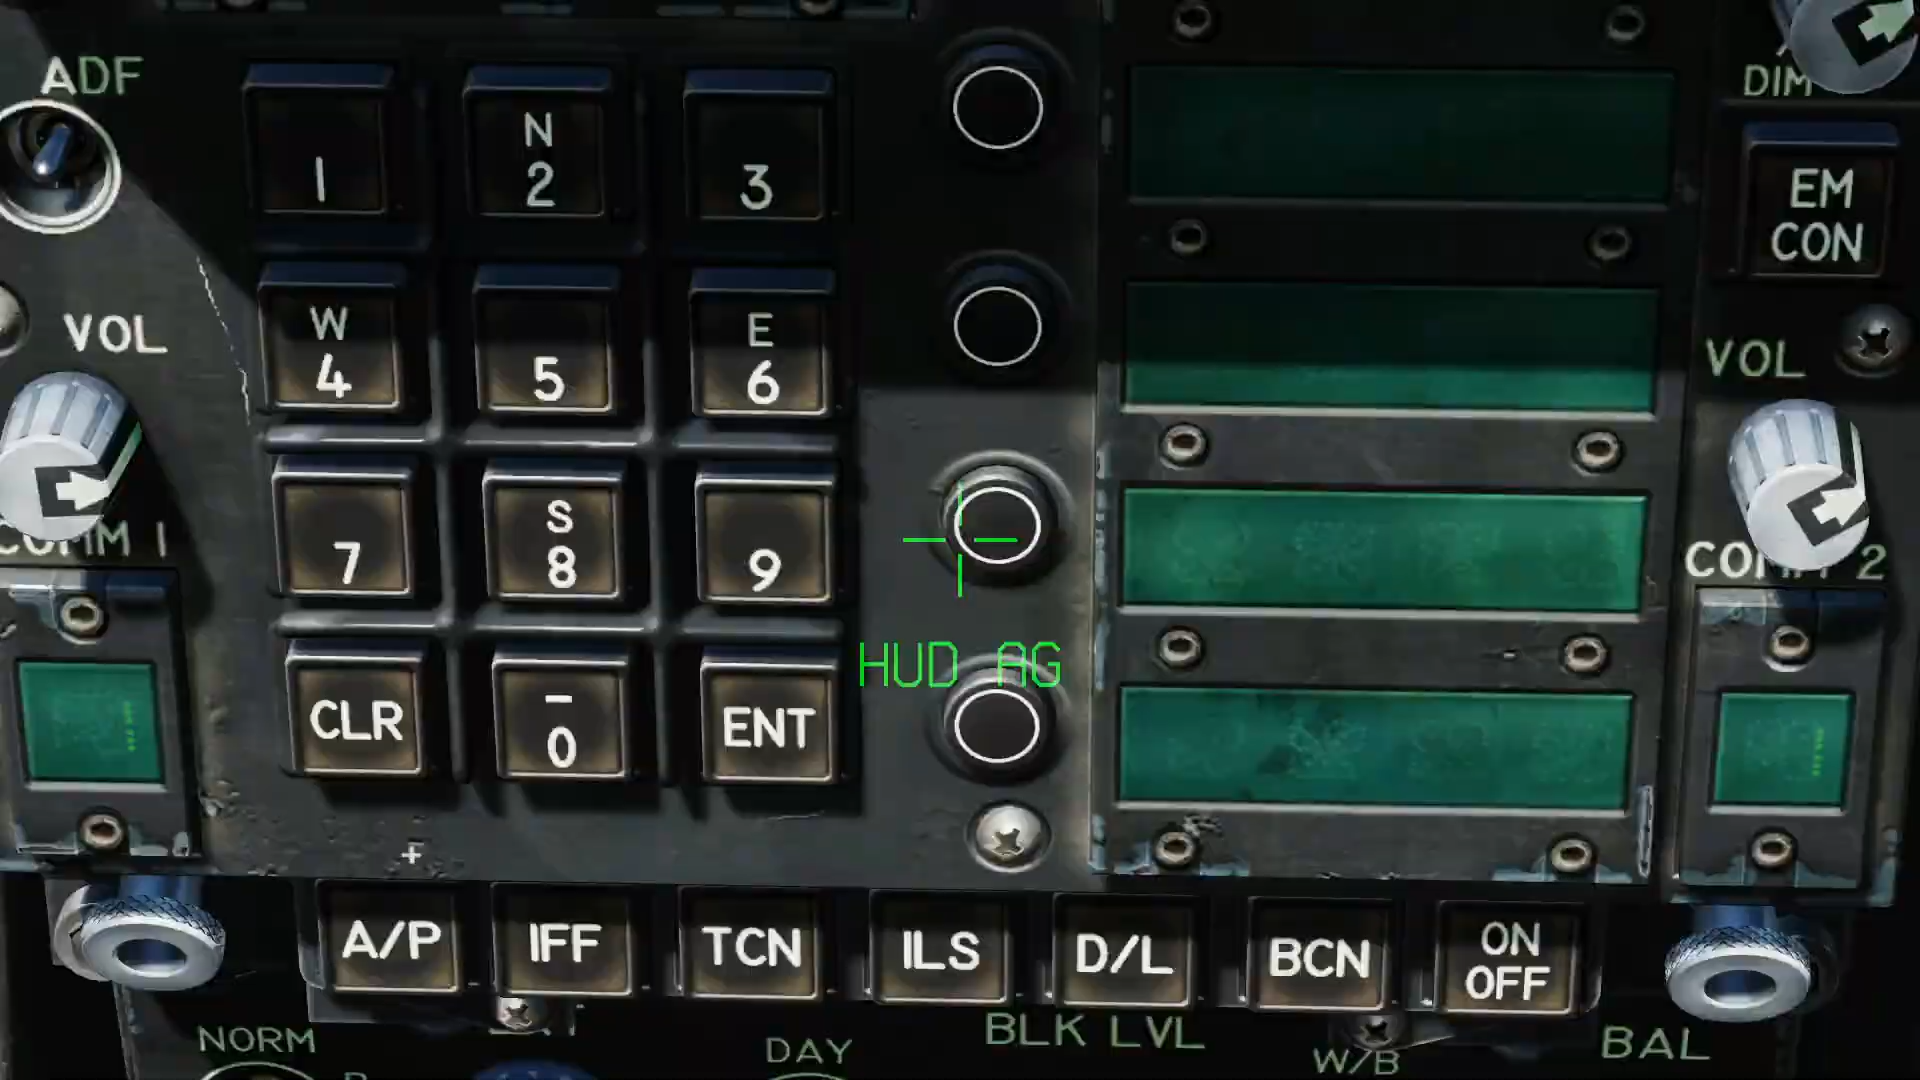 ADF
1
N
2
3
DIM
EM
CON
VOL
W
4
5
E
6
VOL
COMM 1
7
S
8
9
COMM 2
HUD AG
CLR
–
0
ENT
+
A/P
IFF
TCN
ILS
D/L
BCN
ON
OFF
NORM
DAY
BLK LVL
W/B
BAL